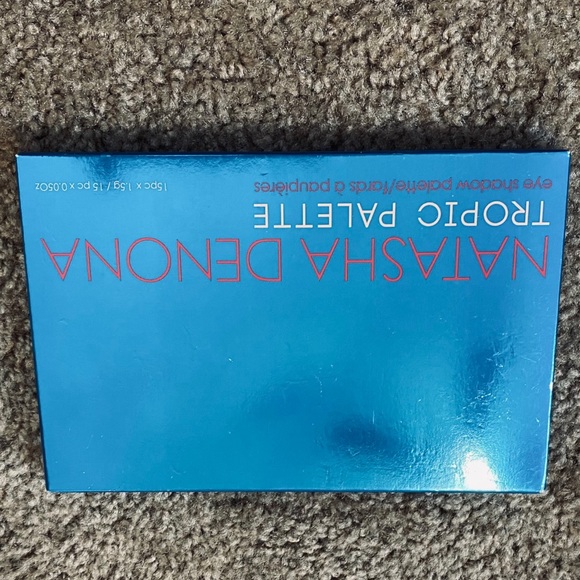 NATASHA DENONA
TROPIC PALETTE
eye shadow palette/fards à paupières
15pc x 1.5g / 15 pc x 0.05Oz